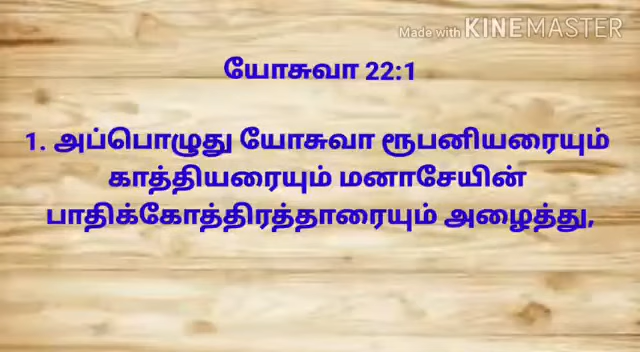 Made with KINEMASTER
யோசுவா 22:1
1. அப்பொழுது யோசுவா ரூபனியரையும்
காத்தியரையும் மனாசேயின்
பாதிக்கோத்திரத்தாரையும் அழைத்து,